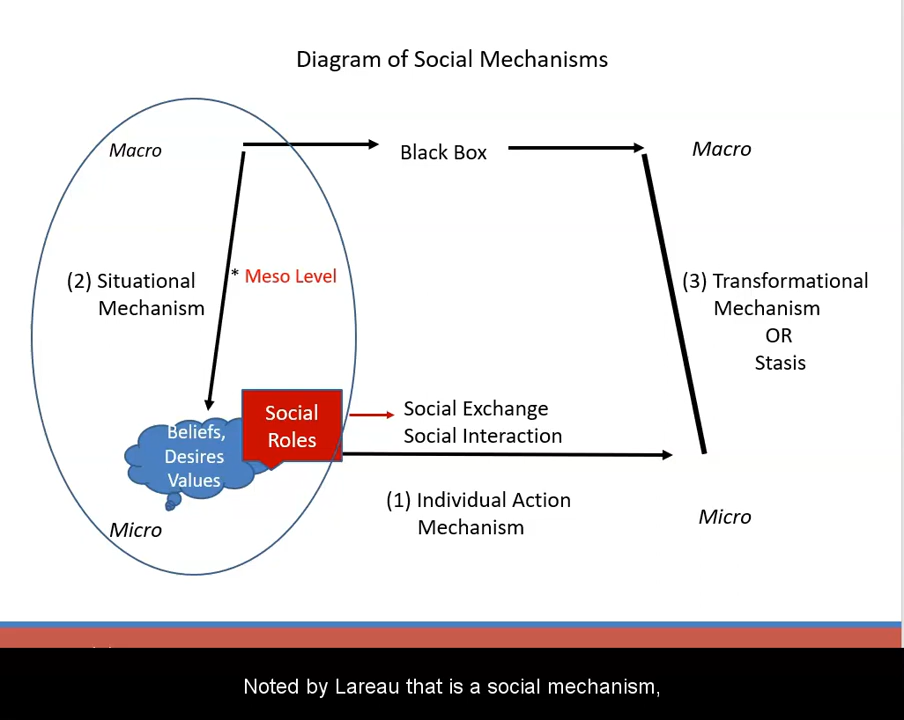 Diagram of Social Mechanisms
Macro
Black Box
Macro
(2) Situational
Mechanism
* Meso Level
(3) Transformational
Mechanism
OR
Stasis
Beliefs,
Desires
Values
Social
Roles
Social Exchange
Social Interaction
(1) Individual Action
Mechanism
Micro
Micro
Noted by Lareau that is a social mechanism,